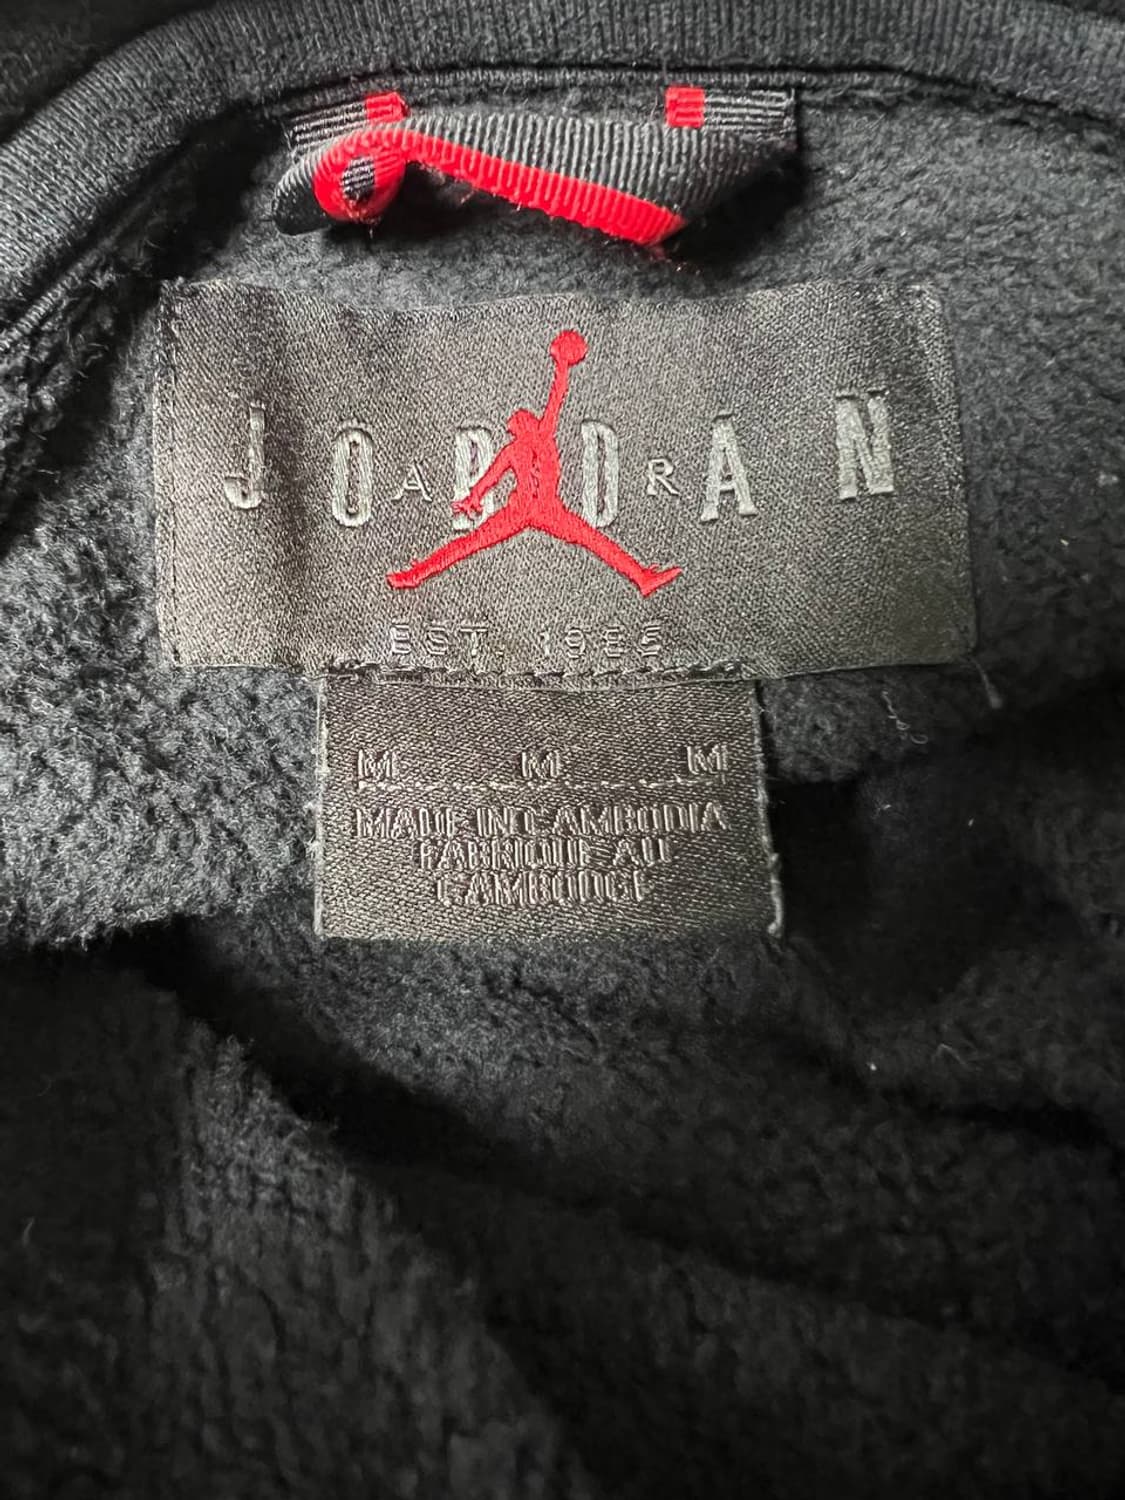 JORDAN
AIR
EST. 1985
M M M
MADE IN CAMBODIA
FABRIQUE AU
CAMBODGE